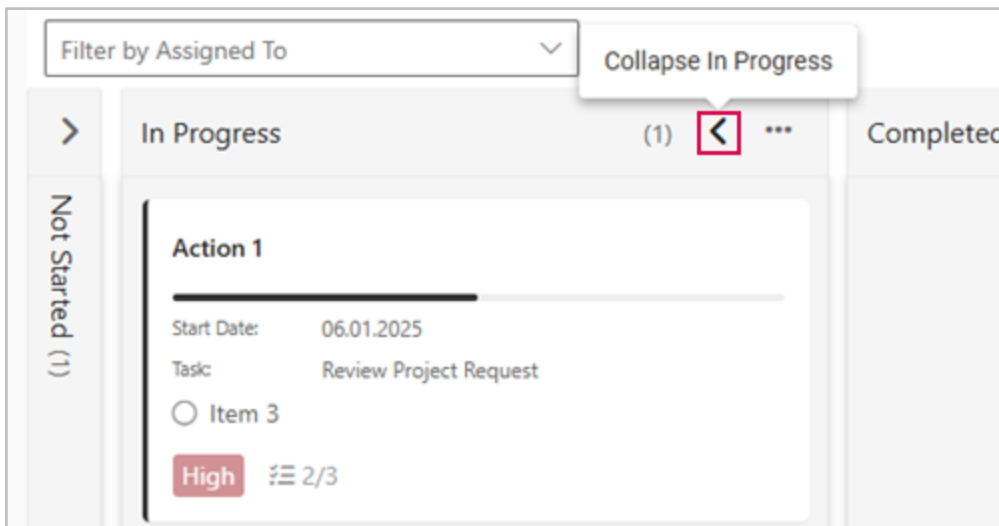 Filter by Assigned To
Collapse In Progress
In Progress
(1)
Completed
Not Started (1)
Action 1
Start Date: 06.01.2025
Task: Review Project Request
Item 3
High
2/3